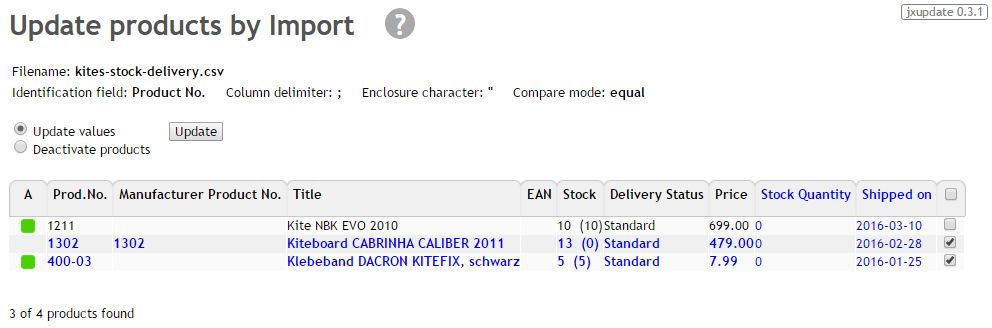 Update products by Import ?
jxupdate 0.3.1
Filename: kites-stock-delivery.csv
Identification field: Product No. Column delimiter: ; Enclosure character: " Compare mode: equal
Update values Update
Deactivate products
A Prod.No. Manufacturer Product No. Title EAN Stock Delivery Status Price Stock Quantity Shipped on
1211 Kite NBK EVO 2010 10 (10) Standard 699.00 0 2016-03-10
1302 1302 Kiteboard CABRINHA CALIBER 2011 13 (0) Standard 479.00 0 2016-02-28
400-03 Klebeband DACRON KITEFIX, schwarz 5 (5) Standard 7.99 0 2016-01-25
3 of 4 products found